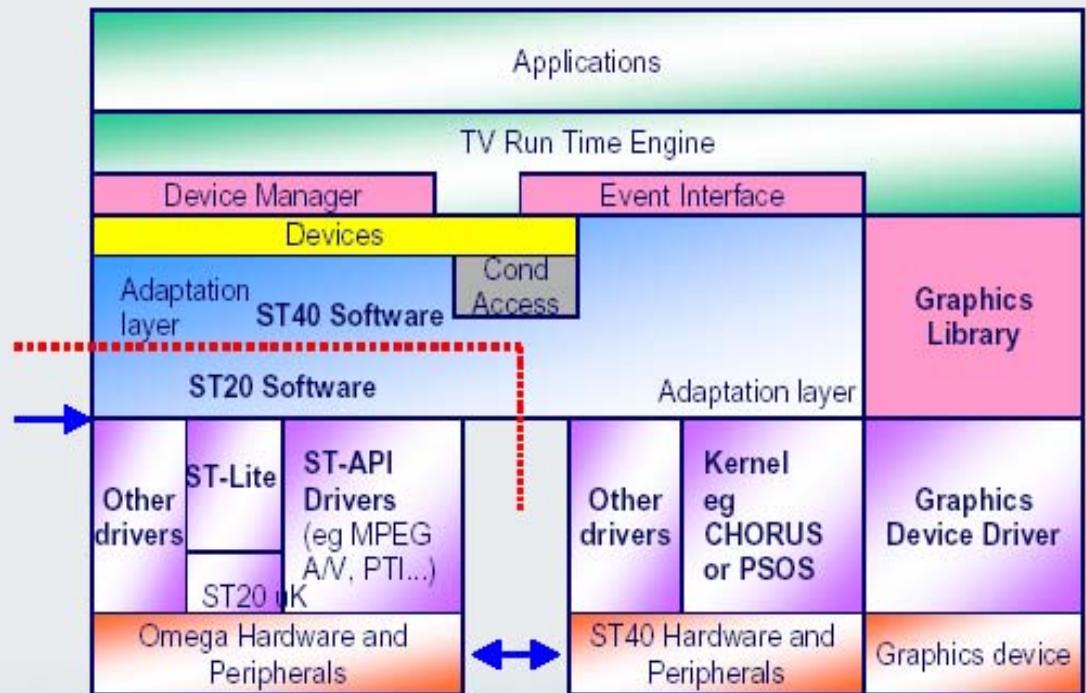 Applications
TV Run Time Engine
Device Manager
Event Interface
Devices
Cond
Access
Adaptation
layer
ST40 Software
Graphics
Library
ST20 Software
Adaptation layer
Other
drivers
ST-Lite
ST20 uK
ST-API
Drivers
(eg MPEG
A/V, PTI...)
Other
drivers
Kernel
eg
CHORUS
or PSOS
Graphics
Device Driver
Omega Hardware and
Peripherals
ST40 Hardware and
Peripherals
Graphics device